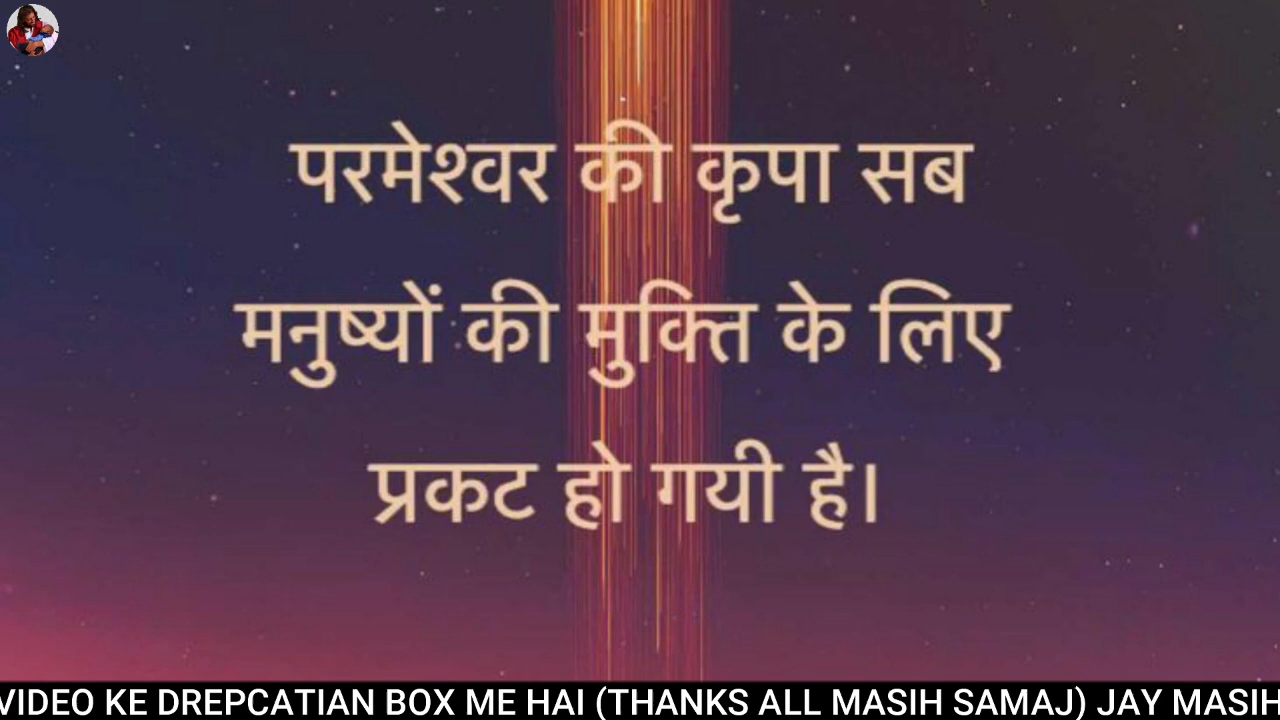 परमेश्वर की कृपा सब
मनुष्यों की मुक्ति के लिए
प्रकट हो गयी है।
VIDEO KE DREPCATIAN BOX ME HAI (THANKS ALL MASIH SAMAJ) JAY MASIH